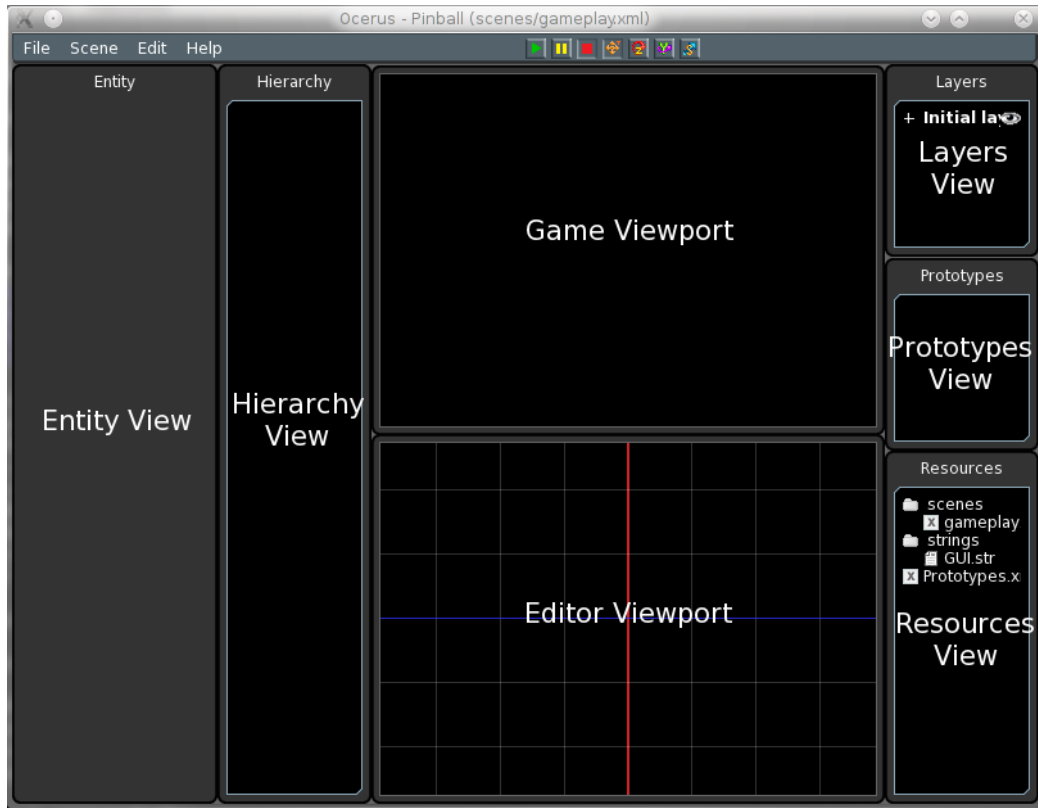 Ocerus - Pinball (scenes/gameplay.xml)
File Scene Edit Help
Entity
Entity View
Hierarchy
Hierarchy
View
Game Viewport
Editor Viewport
Layers
+ Initial
Layers
View
Prototypes
Prototypes
View
Resources
scenes
gameplay
strings
GUI.str
Prototypes.x
Resources
View